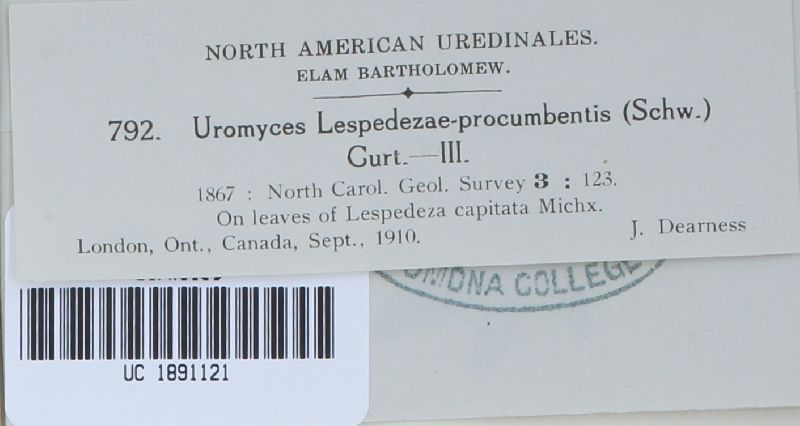 NORTH AMERICAN UREDINALES.
ELAM BARTHOLOMEW.
792. Uromyces Lespedezae-procumbentis (Schw.)
Curt.—III.
1867 : North Carol. Geol. Survey 3 : 123.
On leaves of Lespedeza capitata Michx.
London, Ont., Canada, Sept., 1910. J. Dearness
OMONA COLLEGE
UC 1891121